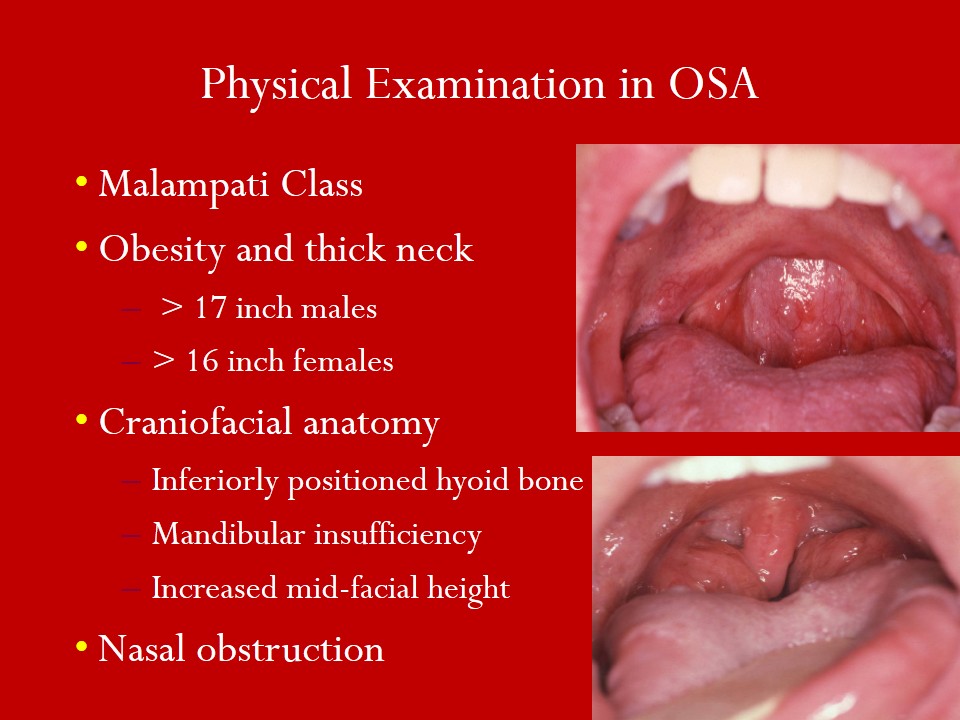 Physical Examination in OSA
• Malampati Class
• Obesity and thick neck
– > 17 inch males
– > 16 inch females
• Craniofacial anatomy
– Inferiorly positioned hyoid bone
– Mandibular insufficiency
– Increased mid-facial height
• Nasal obstruction